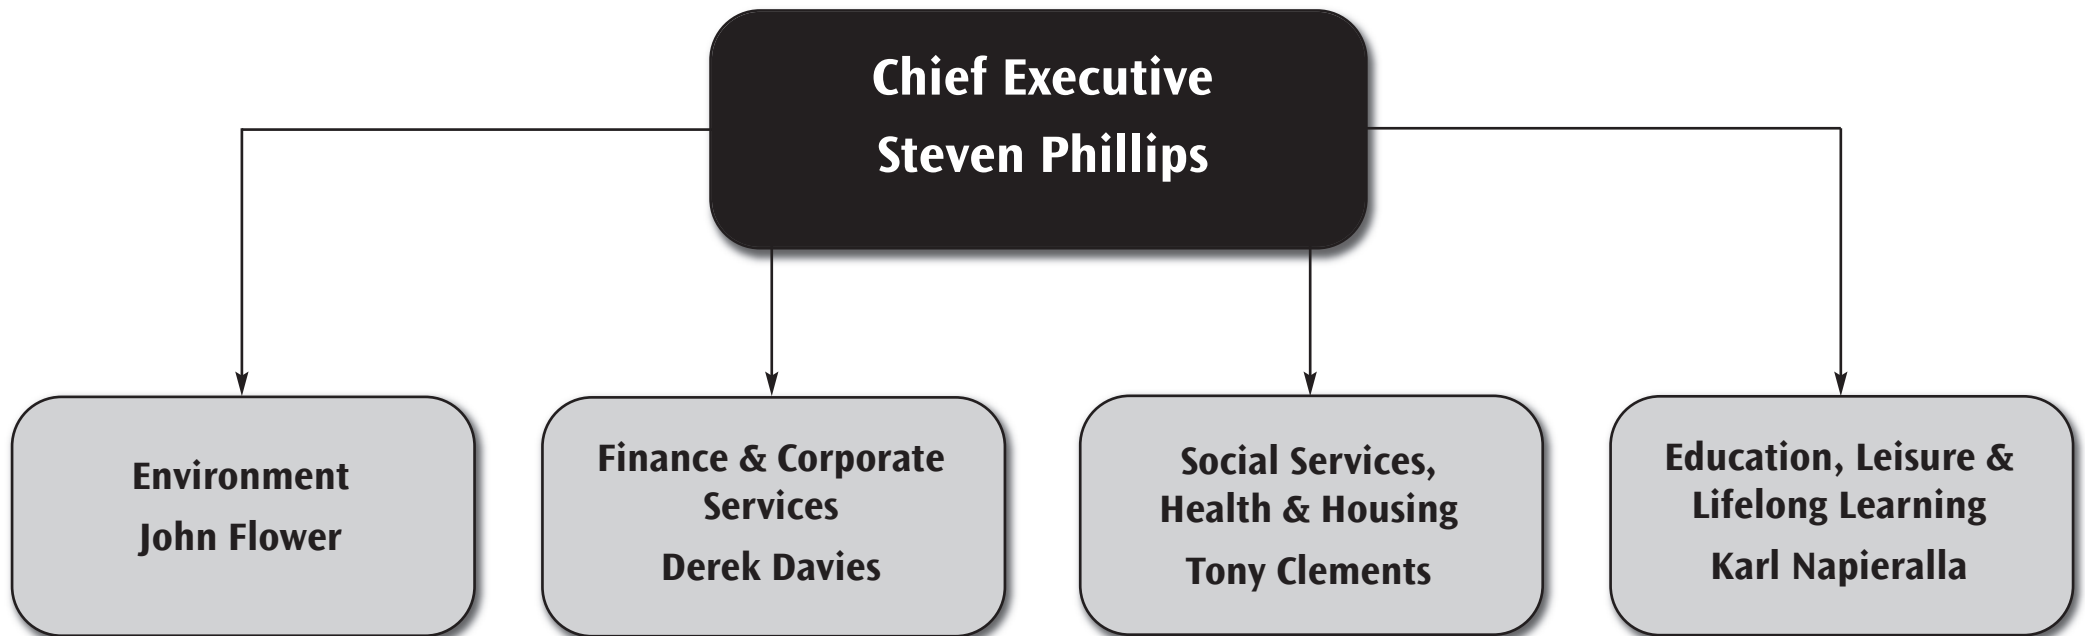 Chief Executive
Steven Phillips
Environment
John Flower
Finance & Corporate
Services
Derek Davies
Social Services,
Health & Housing
Tony Clements
Education, Leisure &
Lifelong Learning
Karl Napieralla